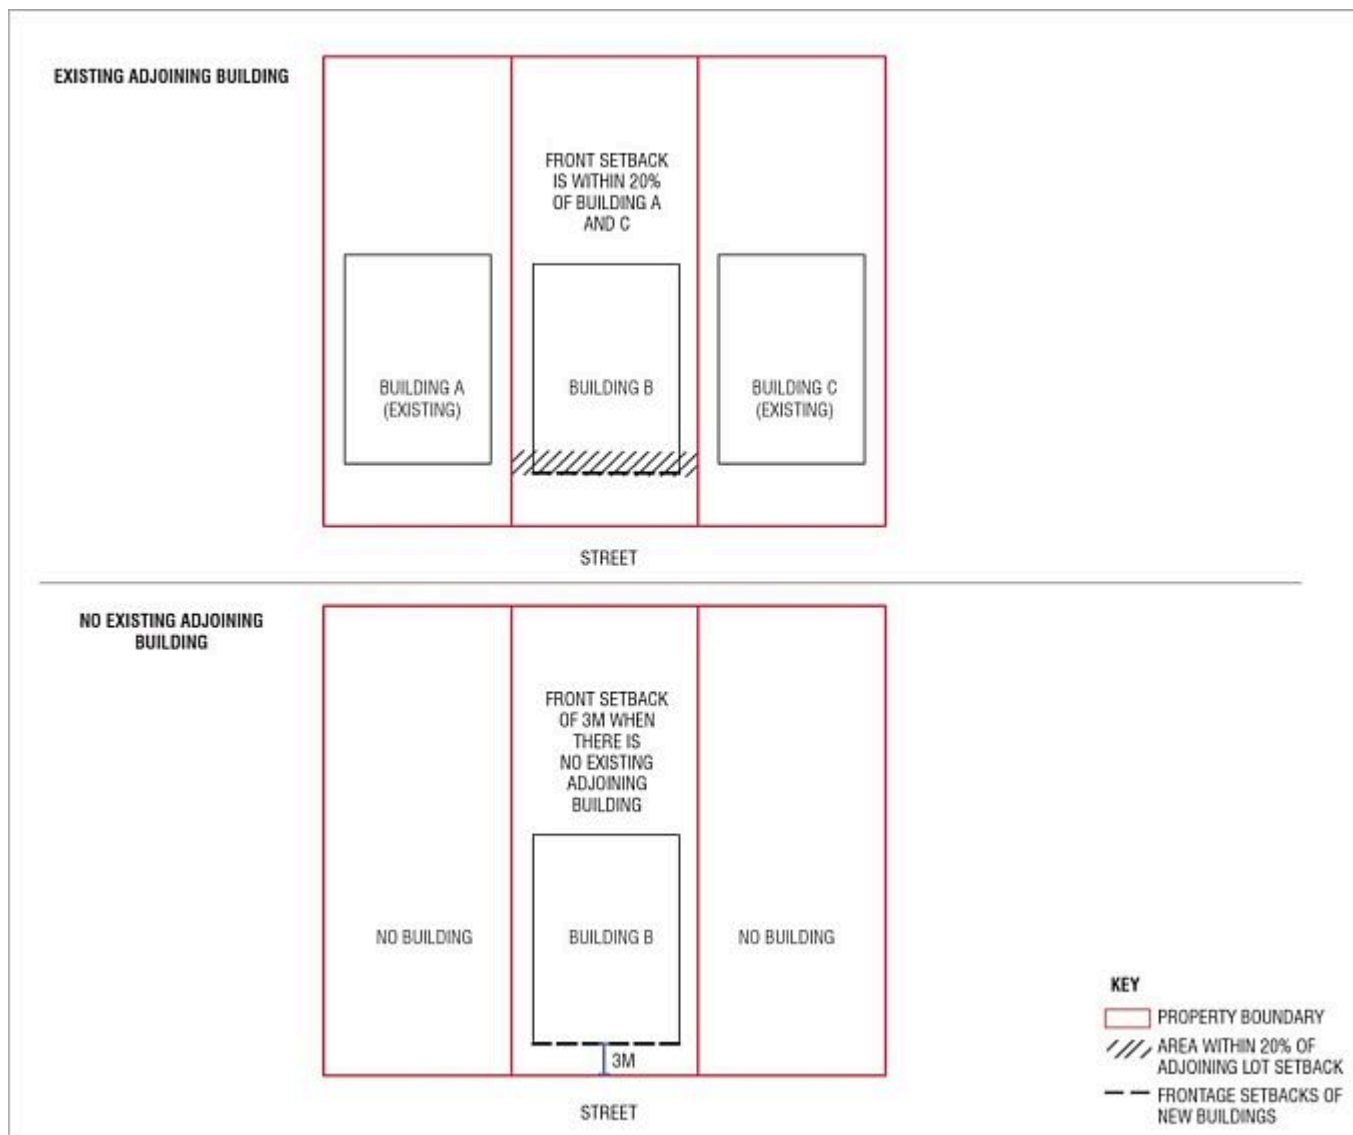 EXISTING ADJOINING BUILDING
FRONT SETBACK
IS WITHIN 20%
OF BUILDING A
AND C
BUILDING A
(EXISTING)
BUILDING B
BUILDING C
(EXISTING)
STREET
NO EXISTING ADJOINING
BUILDING
FRONT SETBACK
OF 3M WHEN
THERE IS
NO EXISTING
ADJOINING
BUILDING
NO BUILDING
BUILDING B
NO BUILDING
3M
STREET
KEY
PROPERTY BOUNDARY
AREA WITHIN 20% OF
ADJOINING LOT SETBACK
FRONTAGE SETBACKS OF
NEW BUILDINGS